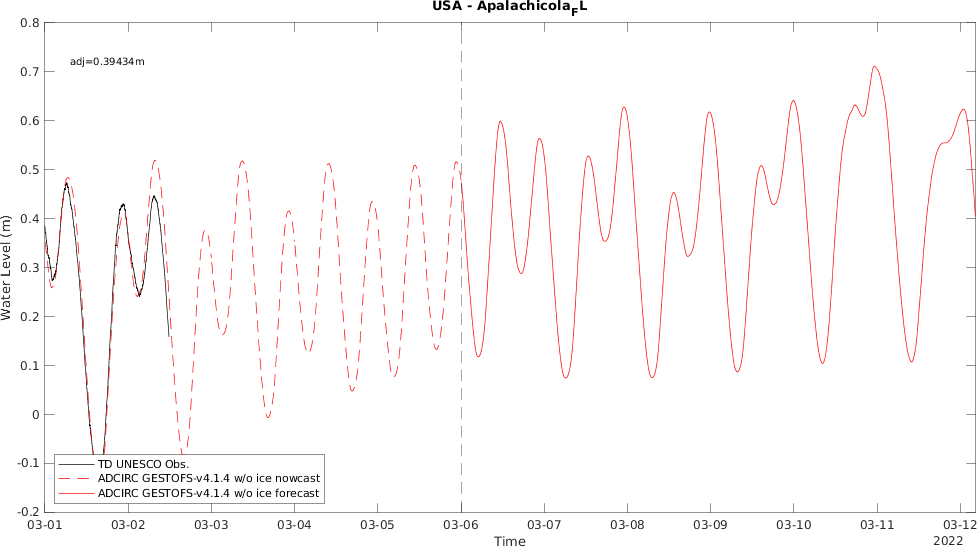 USA - Apalachicola_FL
adj=0.39434m
0.8
0.7
0.6
0.5
0.4
0.3
0.2
0.1
0
-0.1
-0.2
Water Level (m)
TD UNESCO Obs.
ADCIRC GESTOFS-v4.1.4 w/o ice nowcast
ADCIRC GESTOFS-v4.1.4 w/o ice forecast
03-01 03-02 03-03 03-04 03-05 03-06 03-07 03-08 03-09 03-10 03-11 03-12
Time
2022